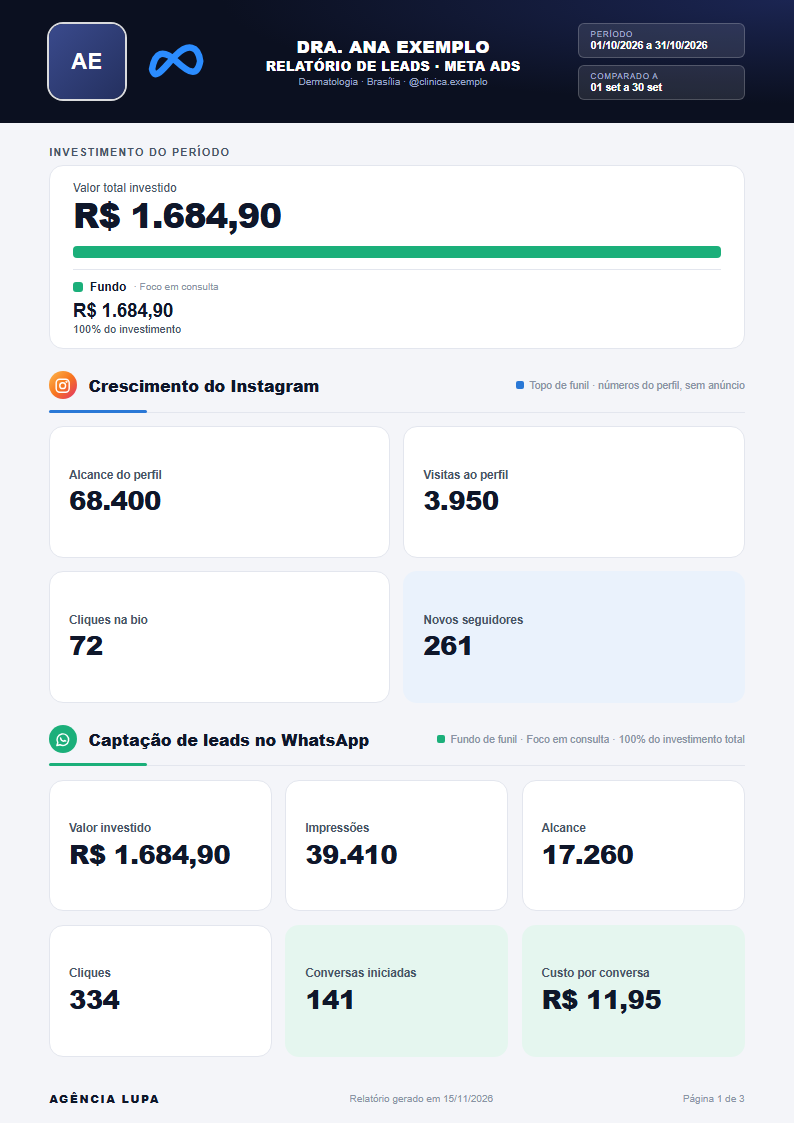 AE
DRA. ANA EXEMPLO
RELATÓRIO DE LEADS · META ADS
Dermatologia · Brasília · @clinica.exemplo
PERÍODO
01/10/2026 a 31/10/2026
COMPARADO A
01 set a 30 set
INVESTIMENTO DO PERÍODO
Valor total investido
R$ 1.684,90
Fundo · Foco em consulta
R$ 1.684,90
100% do investimento
Crescimento do Instagram
Topo de funil · números do perfil, sem anúncio
Alcance do perfil
68.400
Visitas ao perfil
3.950
Cliques na bio
72
Novos seguidores
261
Captação de leads no WhatsApp
Fundo de funil · Foco em consulta · 100% do investimento total
Valor investido
R$ 1.684,90
Impressões
39.410
Alcance
17.260
Cliques
334
Conversas iniciadas
141
Custo por conversa
R$ 11,95
AGÊNCIA LUPA
Relatório gerado em 15/11/2026
Página 1 de 3